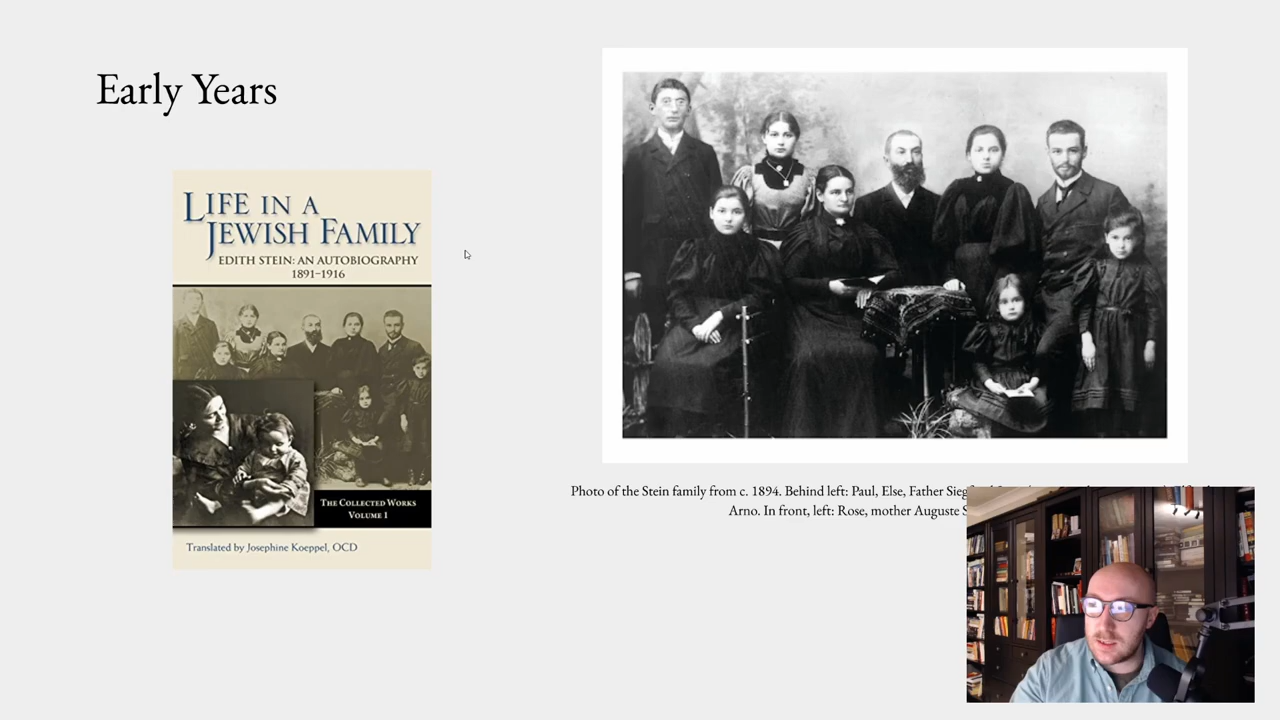 Early Years
LIFE IN A
JEWISH FAMILY
EDITH STEIN: AN AUTOBIOGRAPHY
1891–1916
THE COLLECTED WORKS
VOLUME 1
Translated by Josephine Koeppel, OCD
Photo of the Stein family from c. 1894. Behind left: Paul, Else, Father
Arno. In front, left: Rose, mother Auguste